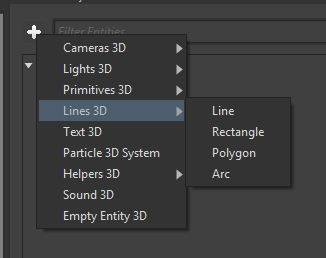 Filter Entities
Cameras 3D
Lights 3D
Primitives 3D
Lines 3D
Text 3D
Particle 3D System
Helpers 3D
Sound 3D
Empty Entity 3D
Line
Rectangle
Polygon
Arc